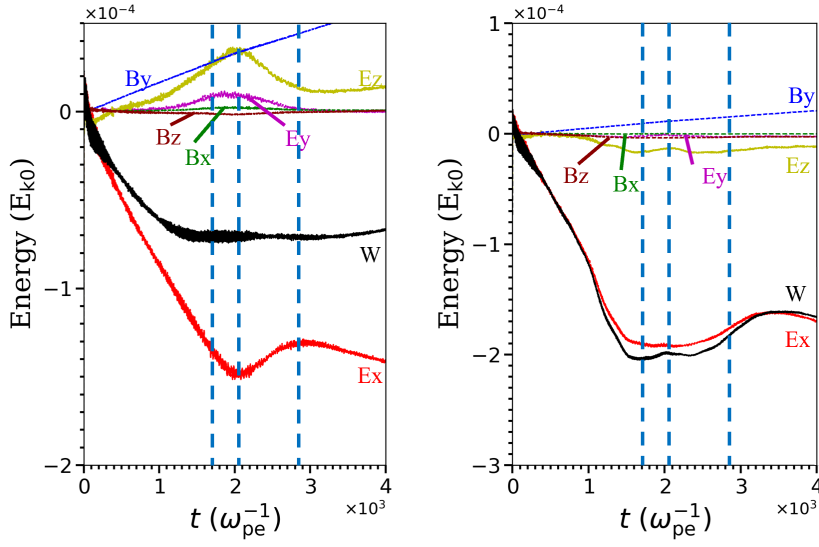 ×10⁻⁴
By
Ez
0
Bz
Bx
Ey
Energy (E_k0)
W
−1
Ex
−2
0 1 2 3 4
×10³
t (ω_pe⁻¹)
×10⁻⁴
1
By
0
Bz
Bx
Ey
Ez
Energy (E_k0)
−1
W
Ex
−2
−3
0 1 2 3 4
×10³
t (ω_pe⁻¹)